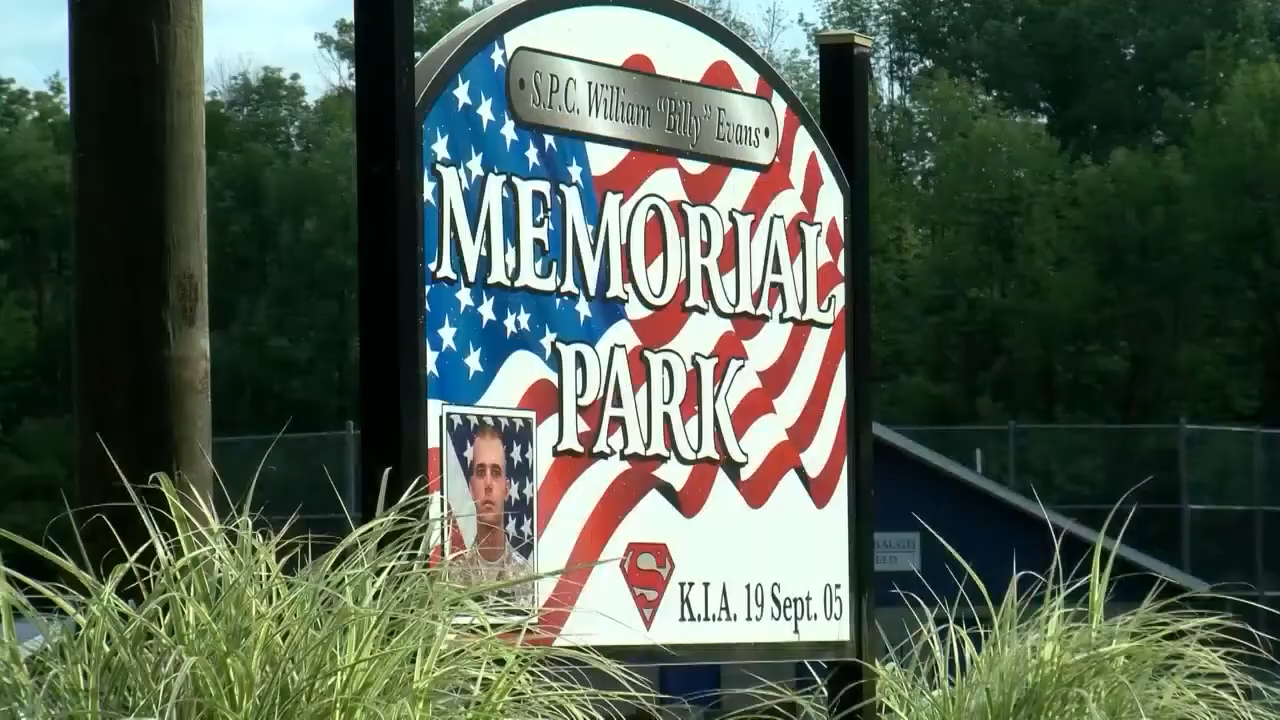 S.P.C. William "Billy" Evans
MEMORIAL
PARK
S
K.I.A. 19 Sept. 05